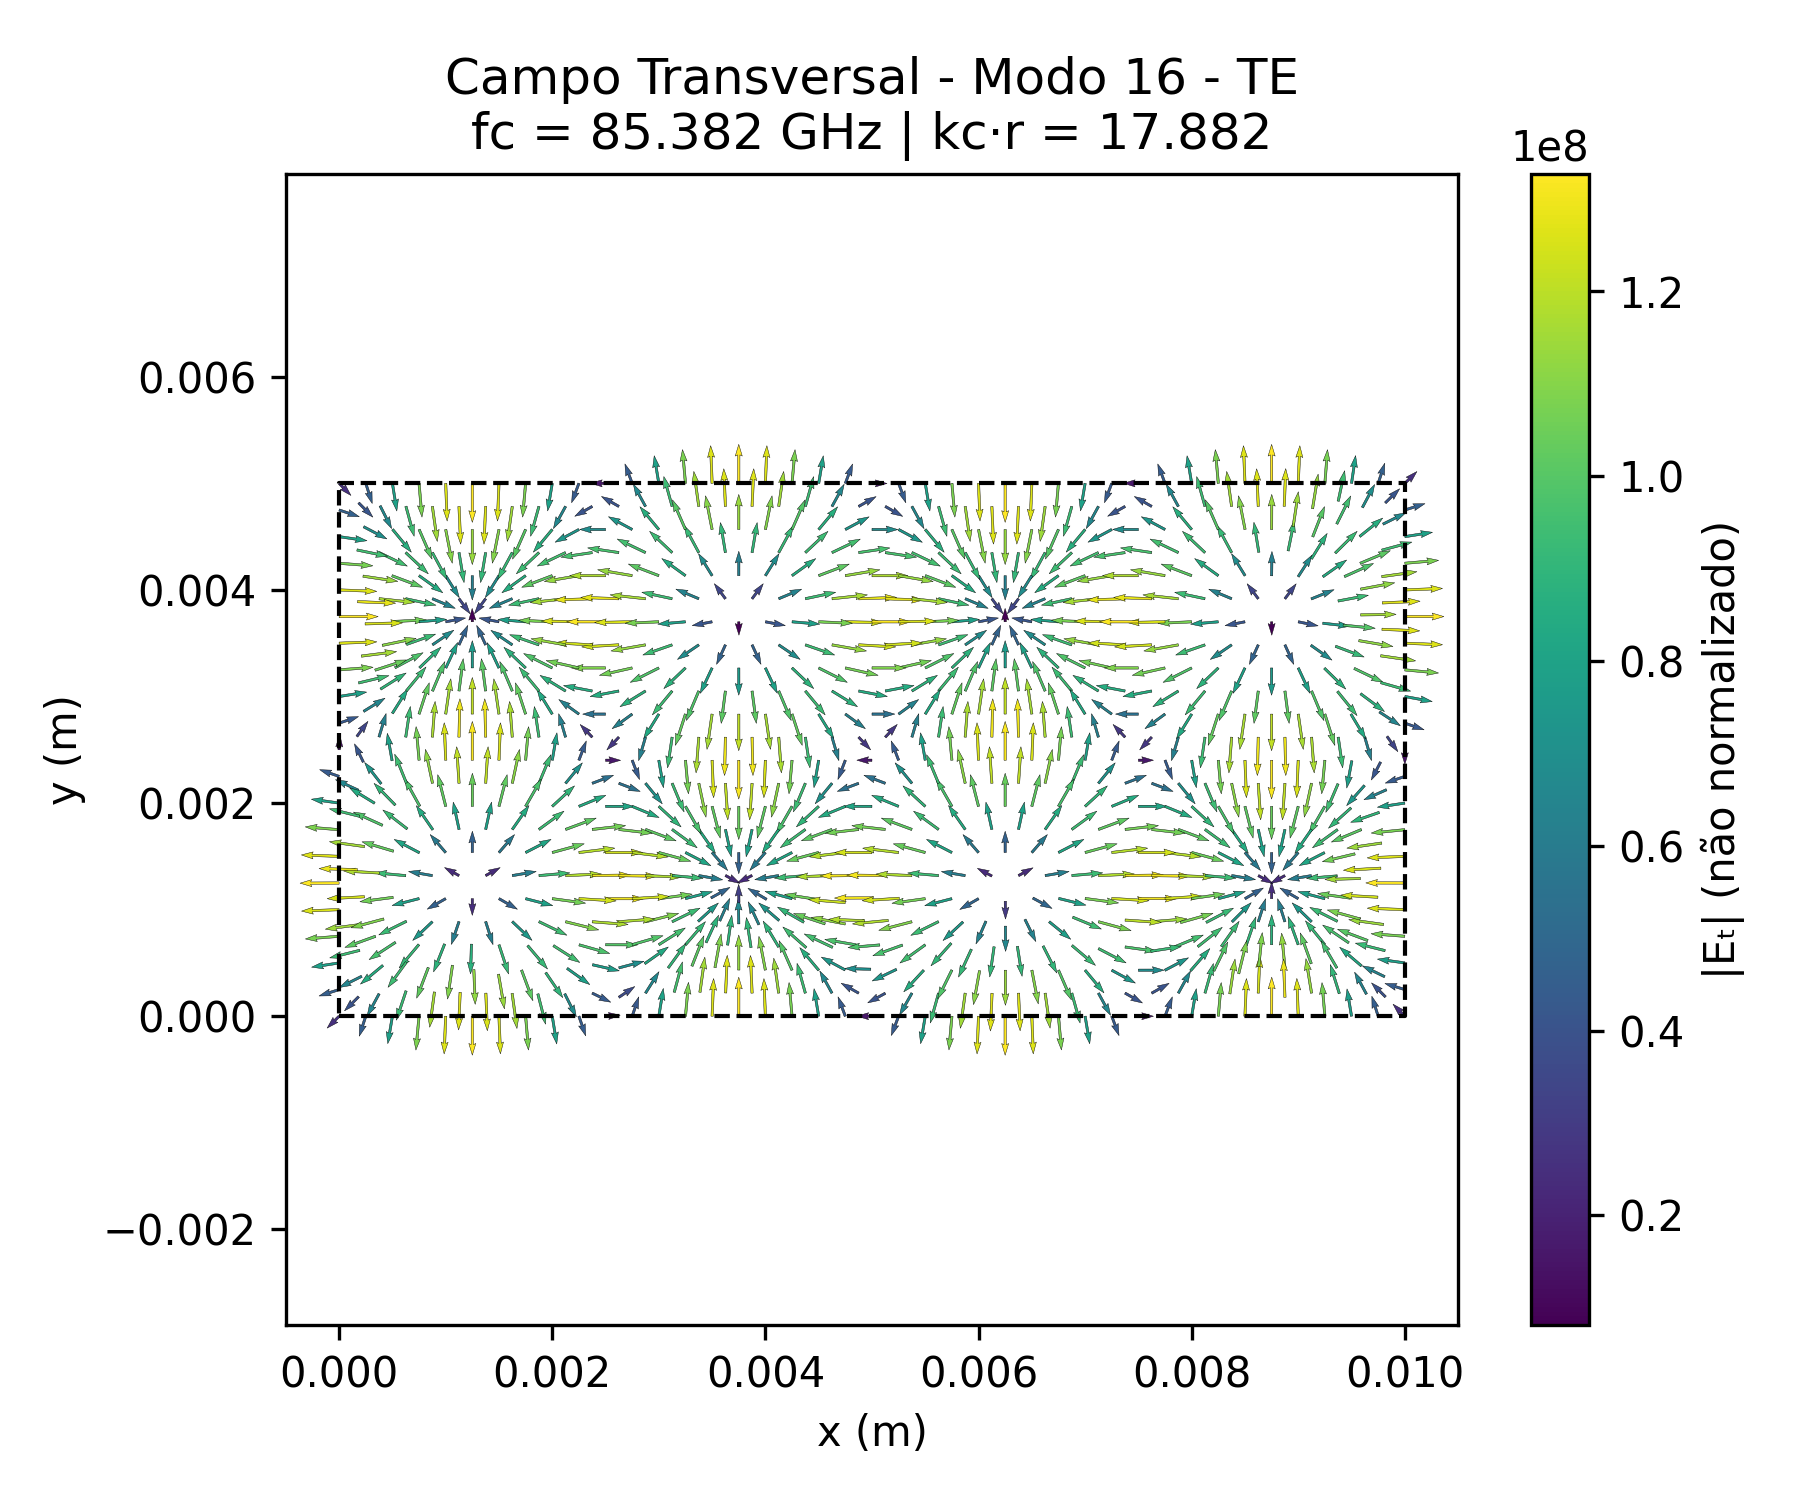 Campo Transversal - Modo 16 - TE
fc = 85.382 GHz | kc·r = 17.882
1e8
0.006
0.004
0.002
0.000
−0.002
y (m)
0.000 0.002 0.004 0.006 0.008 0.010
x (m)
1.2
1.0
0.8
0.6
0.4
0.2
|Eₜ| (não normalizado)